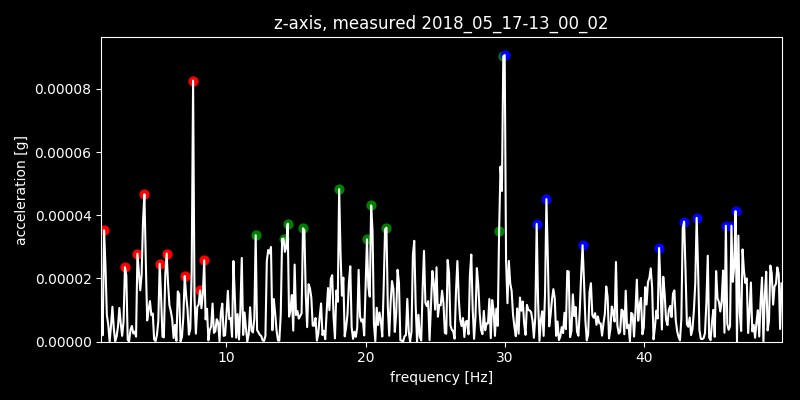 z-axis, measured 2018_05_17-13_00_02
0.00008
0.00006
0.00004
0.00002
0.00000
acceleration [g]
10 20 30 40
frequency [Hz]